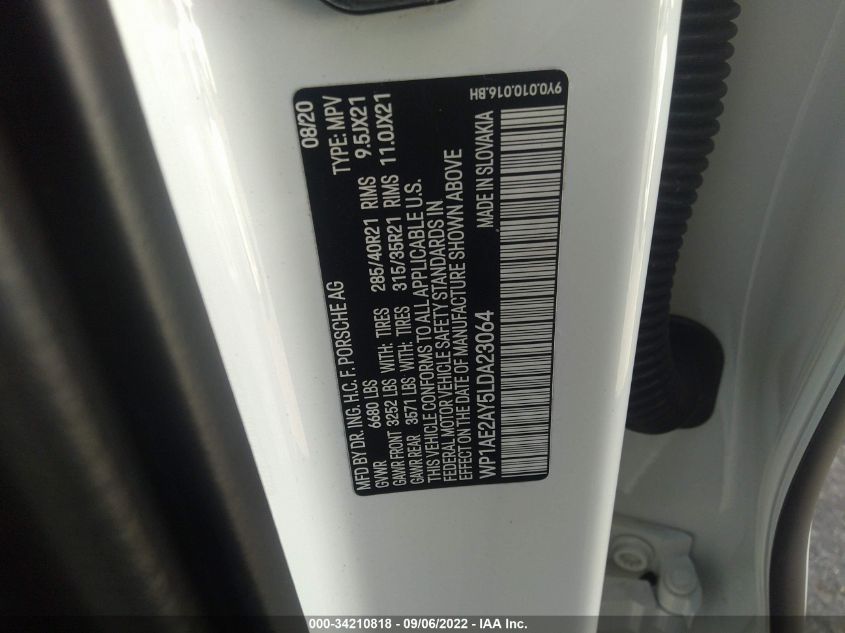 MFD BY DR. ING. H.C. F. PORSCHE AG 08/20
GVWR 6680 LBS TYPE: MPV
GAWR FRONT 3252 LBS WITH: TIRES 285/40R21 RIMS 9.5JX21
GAWR REAR 3571 LBS WITH: TIRES 315/35R21 RIMS 11.0JX21
THIS VEHICLE CONFORMS TO ALL APPLICABLE U.S.
FEDERAL MOTOR VEHICLE SAFETY STANDARDS IN
EFFECT ON DATE OF MANUFACTURE SHOWN ABOVE
WP1AE2AY5LDA23064 MADE IN SLOVAKIA
9Y0.010.016.BH
000-34210818 - 09/06/2022 - IAA Inc.